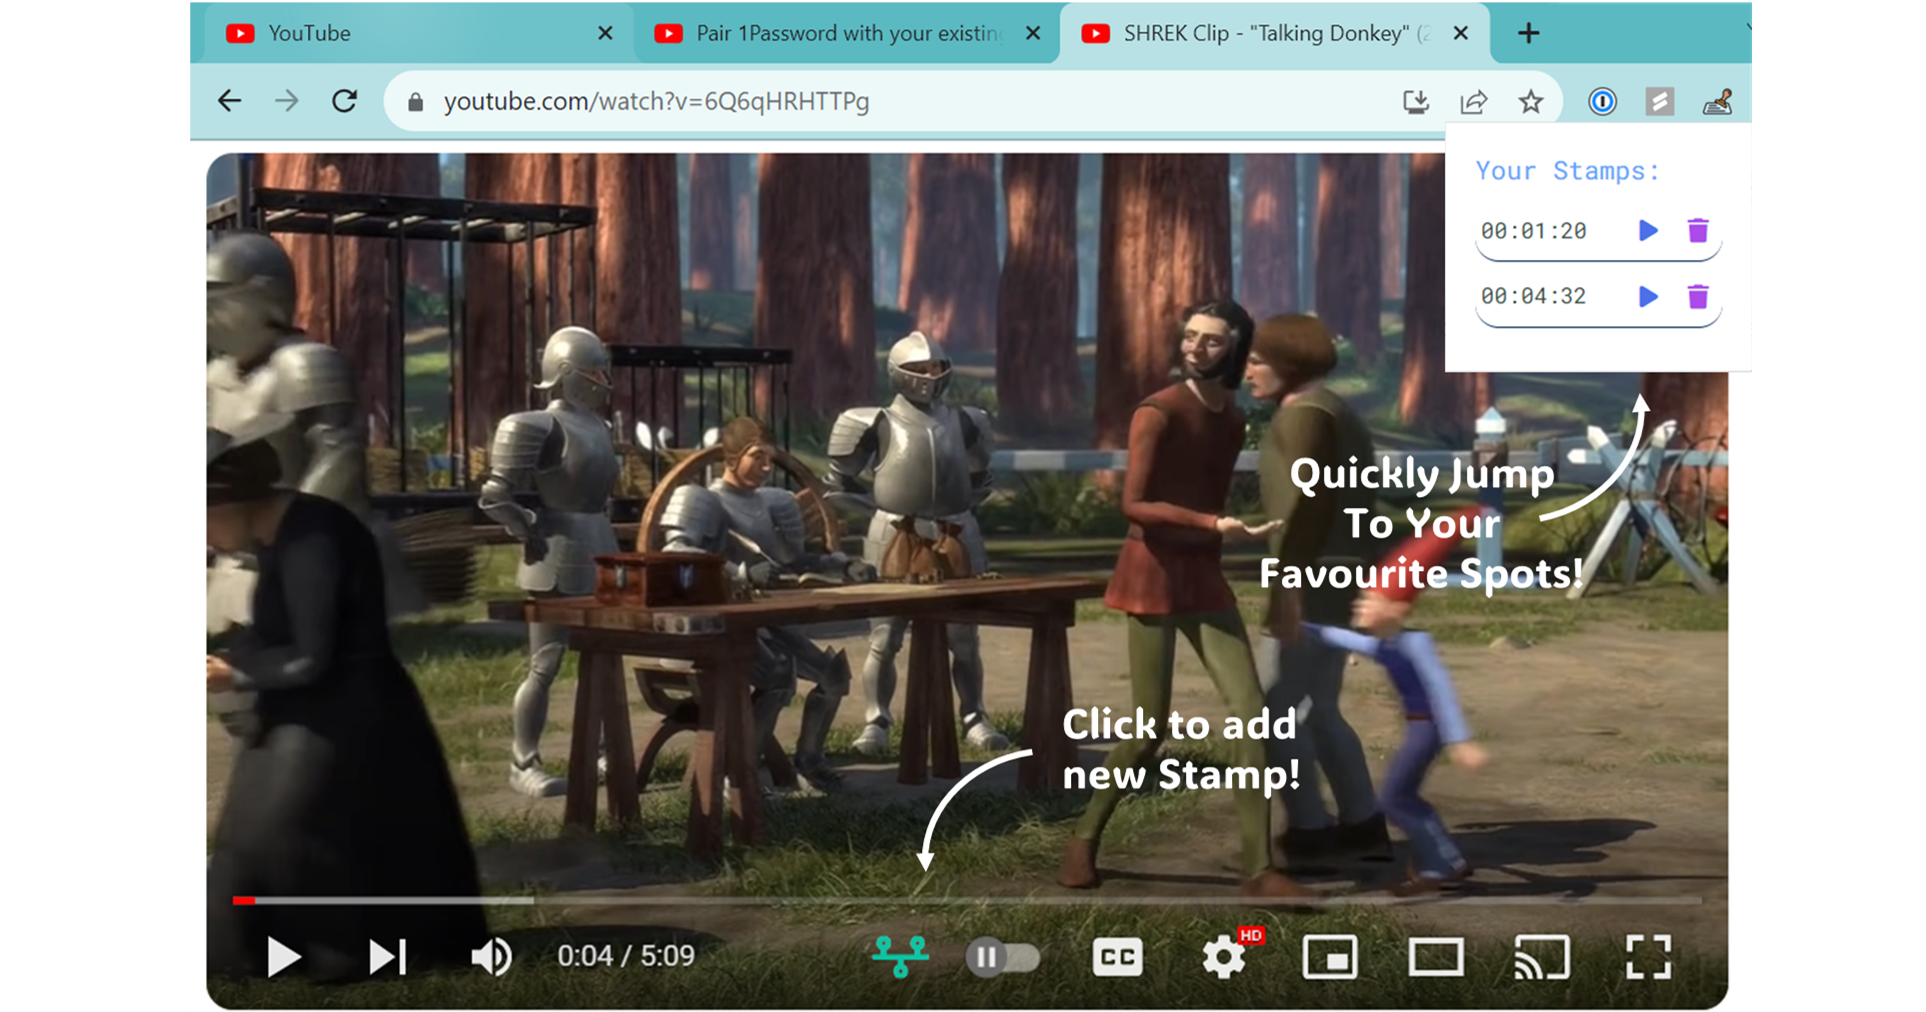 YouTube
Pair 1Password with your existing
SHREK Clip - "Talking Donkey" (2
youtube.com/watch?v=6Q6qHRHTTPg
Your Stamps:
00:01:20
00:04:32
Quickly Jump
To Your
Favourite Spots!
Click to add
new Stamp!
0:04 / 5:09
CC
HD